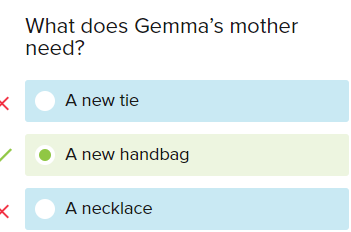 What does Gemma’s mother
need?
A new tie
A new handbag
A necklace